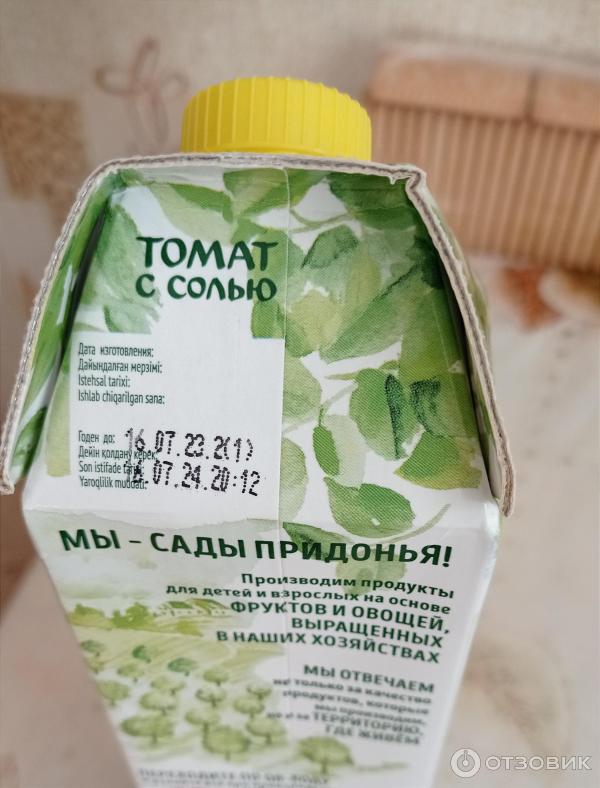 ТОМАТ
С СОЛЬЮ
Дата изготовления:
Дайындалған мерзімі:
Istehsal tarixi:
Ishlab chiqarilgan sana:
Годен до: 16.07.23.2(1)
Дейін қолдану керек:
Son istifadə 07.24.20:12
Yaroqlilik muddati:
МЫ – САДЫ ПРИДОНЬЯ!
Производим продукты
для детей и взрослых на основе
ФРУКТОВ И ОВОЩЕЙ,
ВЫРАЩЕННЫХ
В НАШИХ ХОЗЯЙСТВАХ
МЫ ОТВЕЧАЕМ
не только за качество
продуктов, которые
мы производим,
но и за ТЕРРИТОРИЮ,
ГДЕ ЖИВЁМ
ОТЗОВИК